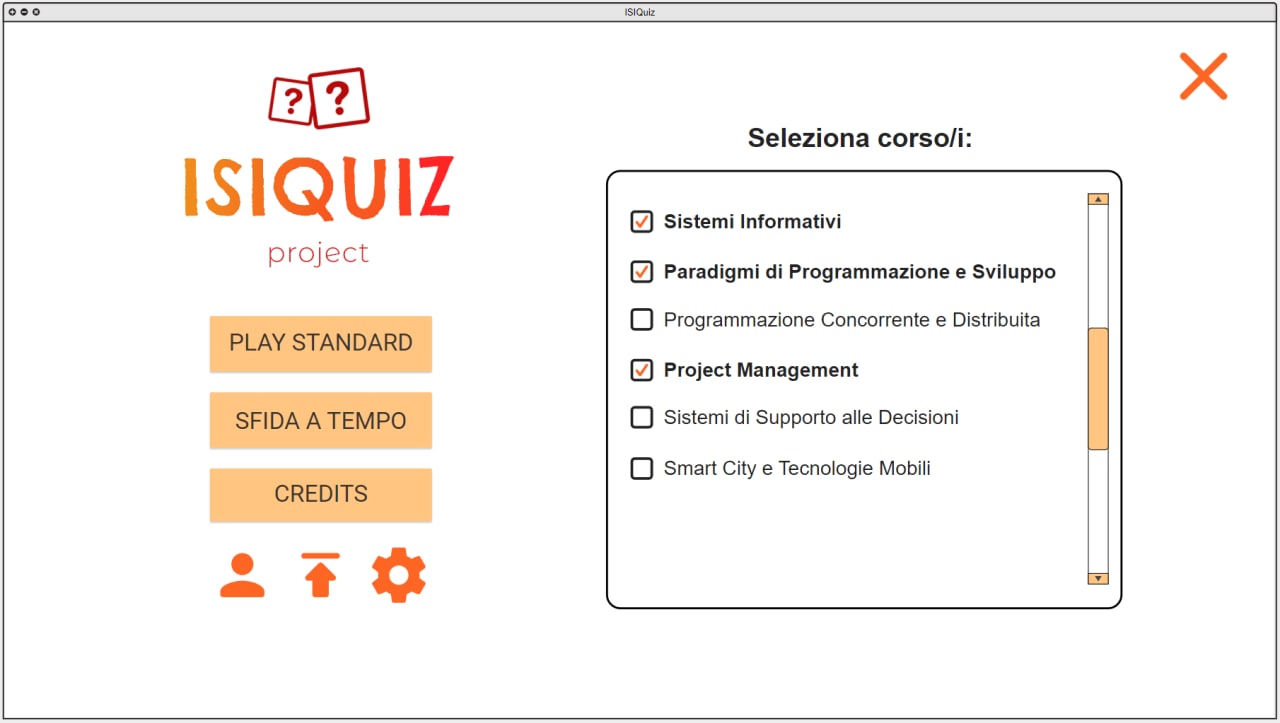 ISIQuiz
? ?
ISIQUIZ
project
PLAY STANDARD
SFIDA A TEMPO
CREDITS
Seleziona corso/i:
Sistemi Informativi
Paradigmi di Programmazione e Sviluppo
Programmazione Concorrente e Distribuita
Project Management
Sistemi di Supporto alle Decisioni
Smart City e Tecnologie Mobili